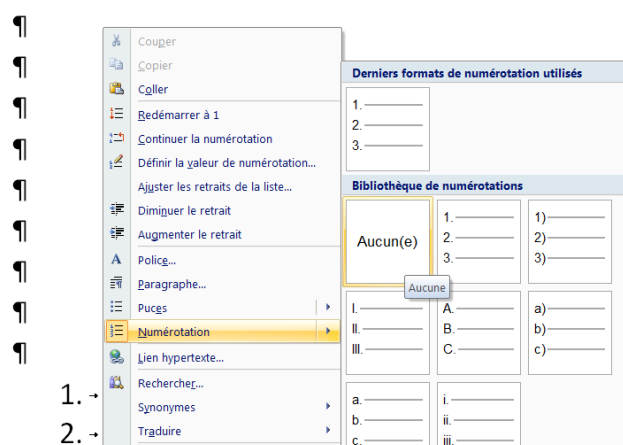 ¶
¶
¶
¶
¶
¶
¶
¶
¶
1.
2.
Couper
Copier
Coller
Redémarrer à 1
Continuer la numérotation
Définir la valeur de numérotation...
Ajuster les retraits de la liste...
Diminuer le retrait
Augmenter le retrait
Police...
Paragraphe...
Puces
Numérotation
Lien hypertexte...
Rechercher...
Synonymes
Traduire
Derniers formats de numérotation utilisés
1.
2.
3.
Bibliothèque de numérotations
Aucun(e)
1.
2.
3.
1)
2)
3)
Aucune
I.
II.
III.
A.
B.
C.
a)
b)
c)
a.
b.
c.
i.
ii.
iii.